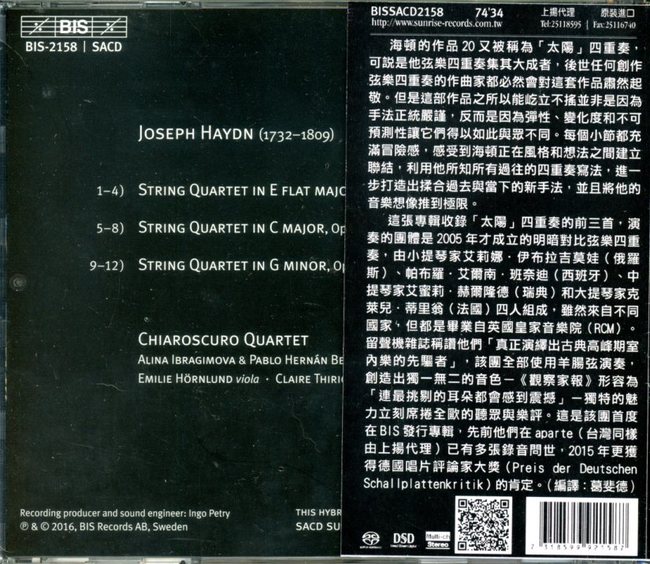 BIS
BIS-2158 | SACD
JOSEPH HAYDN (1732–1809)
1–4) STRING QUARTET IN E FLAT MAJO
5–8) STRING QUARTET IN C MAJOR, Op
9–12) STRING QUARTET IN G MINOR, Op
CHIAROSCURO QUARTET
ALINA IBRAGIMOVA & PABLO HERNÁN BE
EMILIE HÖRNLUND viola · CLAIRE THIRIO
Recording producer and sound engineer: Ingo Petry
℗ & © 2016, BIS Records AB, Sweden
THIS HYBR
SACD SU
BISSACD2158 74'34 上揚代理 原裝進口
http://www.sunrise-records.com.tw Tel:25118595 Fax:25116740
海頓的作品20又被稱為「太陽」四重奏,
可說是他弦樂四重奏集其大成者,後世任何創作
弦樂四重奏的作曲家都必然會對這套作品肅然起
敬。但是這部作品之所以能屹立不搖並非是因為
手法正統嚴謹,反而是因為彈性、變化度和不可
預測性讓它們得以如此與眾不同。每個小節都充
滿冒險感,感受到海頓正在風格和想法之間建立
聯結,利用他所知所有過往的四重奏寫法,進一
步打造出揉合過去與當下的新手法,並且將他的
音樂想像推到極限。
這張專輯收錄「太陽」四重奏的前三首,演
奏的團體是2005年才成立的明暗對比弦樂四重
奏,由小提琴家艾莉娜·伊布拉吉莫娃(俄羅
斯)、帕布羅·艾爾南·班奈迪(西班牙)、中
提琴家艾蜜莉·赫爾隆德(瑞典)和大提琴家克
萊兒·蒂里翁(法國)四人組成,雖然來自不同
國家,但都是畢業自英國皇家音樂院(RCM)。
留聲機雜誌稱讚他們「真正演繹出古典高峰期室
內樂的先驅者」,該團全部使用羊腸弦演奏,
創造出獨一無二的音色-《觀察家報》形容為
「連最挑剔的耳朵都會感到震撼」-獨特的魅
力立刻席捲全歐的聽眾與樂評。這是該團首度
在BIS發行專輯,先前他們在aparte(台灣同樣
由上揚代理)已有多張錄音問世,2015年更獲
得德國唱片評論家大獎(Preis der Deutschen
Schallplattenkritik)的肯定。(編譯:葛斐德)
DSD
Stereo
7 318599 921587